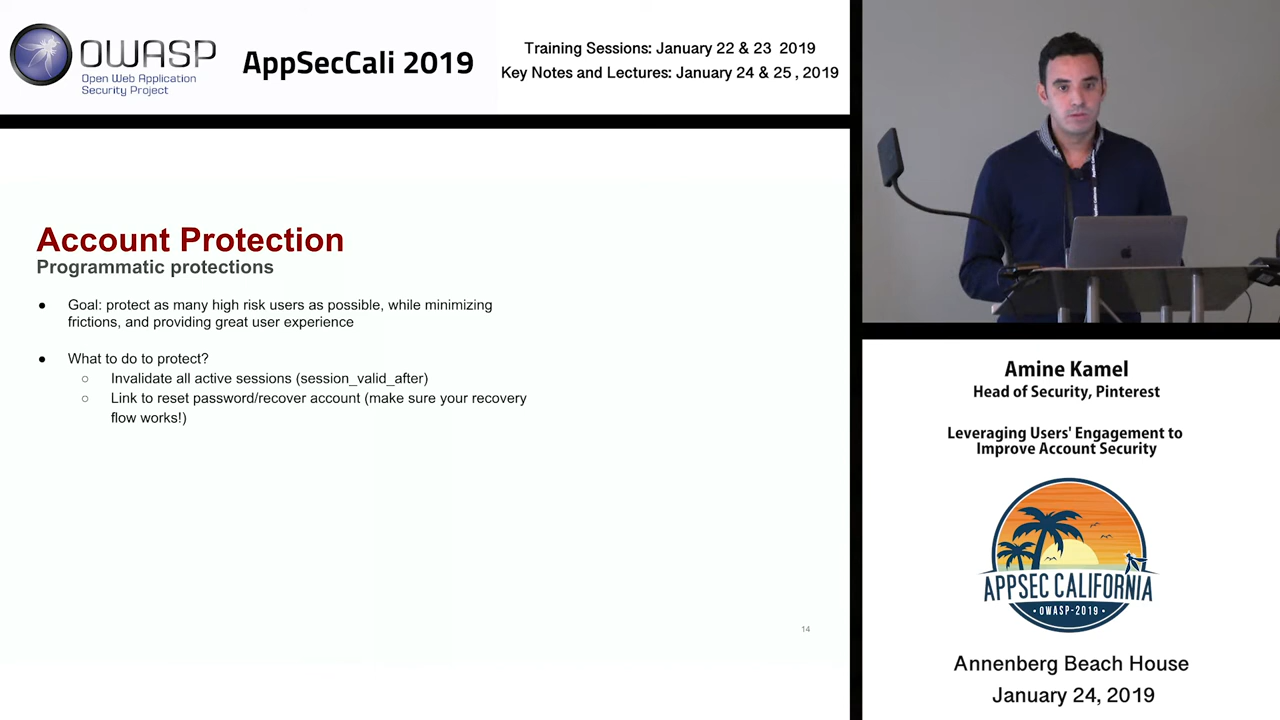 OWASP
Open Web Application
Security Project
AppSecCali 2019
Training Sessions: January 22 & 23 2019
Key Notes and Lectures: January 24 & 25 , 2019
Account Protection
Programmatic protections
● Goal: protect as many high risk users as possible, while minimizing
frictions, and providing great user experience
● What to do to protect?
○ Invalidate all active sessions (session_valid_after)
○ Link to reset password/recover account (make sure your recovery
flow works!)
14
Amine Kamel
Head of Security, Pinterest
Leveraging Users' Engagement to
Improve Account Security
APPSEC CALIFORNIA
• OWASP-2019 •
Annenberg Beach House
January 24, 2019